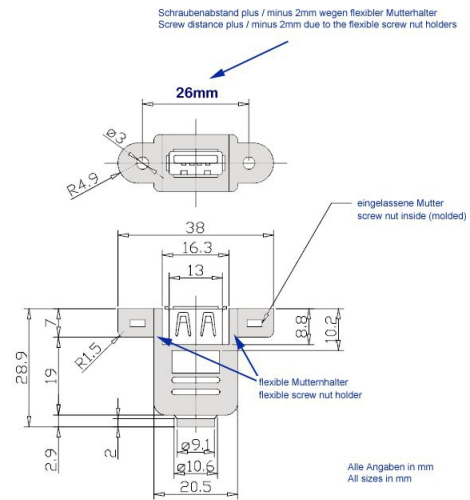 Schraubenabstand plus / minus 2mm wegen flexibler Mutterhalter
Screw distance plus / minus 2mm due to the flexible screw nut holders
26mm
ø3
R4.9
eingelassene Mutter
screw nut inside (molded)
38
16.3
13
7
8.8
10.2
R1.5
28.9
19
flexible Mutternhalter
flexible screw nut holder
2.9
2
ø9.1
ø10.6
20.5
Alle Angaben in mm
All sizes in mm